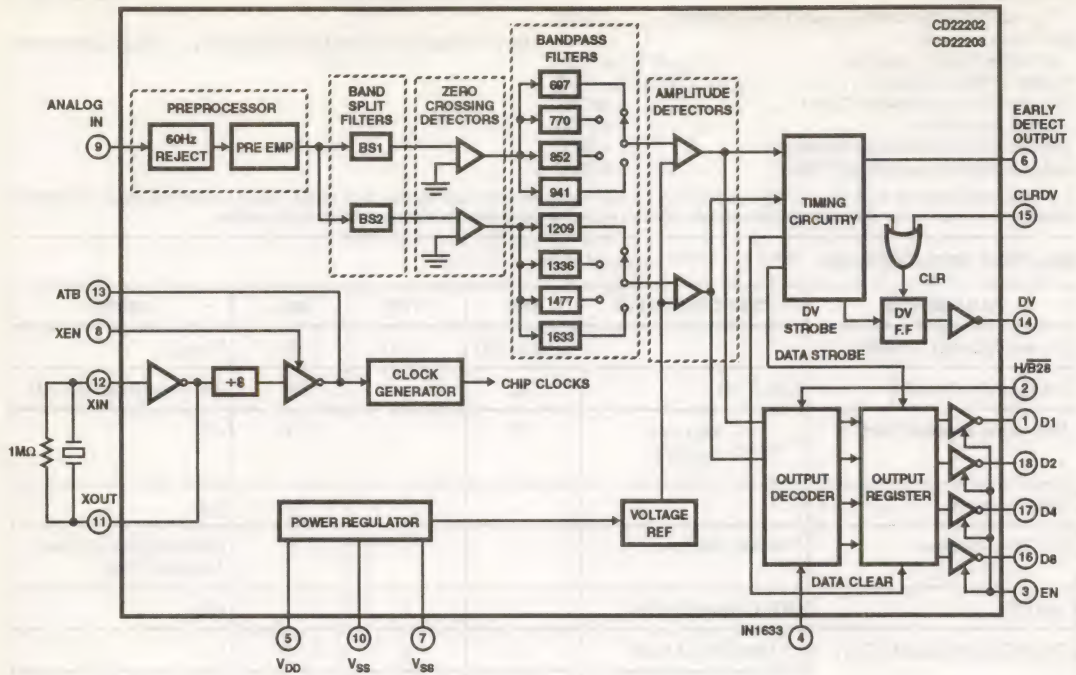 CD22202
CD22203
ANALOG
IN
9
PREPROCESSOR
60Hz
REJECT
PRE EMP
BAND
SPLIT
FILTERS
BS1
BS2
ZERO
CROSSING
DETECTORS
BANDPASS
FILTERS
697
770
852
941
1209
1336
1477
1633
AMPLITUDE
DETECTORS
TIMING
CIRCUITRY
EARLY
DETECT
OUTPUT
6
CLRDV
15
CLR
DV
F.F
DV
14
DV
STROBE
DATA STROBE
H/B28
2
ATB
13
XEN
8
12
XIN
÷8
CLOCK
GENERATOR
CHIP CLOCKS
1MΩ
XOUT
11
POWER REGULATOR
VOLTAGE
REF
OUTPUT
DECODER
OUTPUT
REGISTER
1
D1
18
D2
17
D4
16
D8
3
EN
DATA CLEAR
IN1633
4
5
10
7
VDD
VSS
VSB